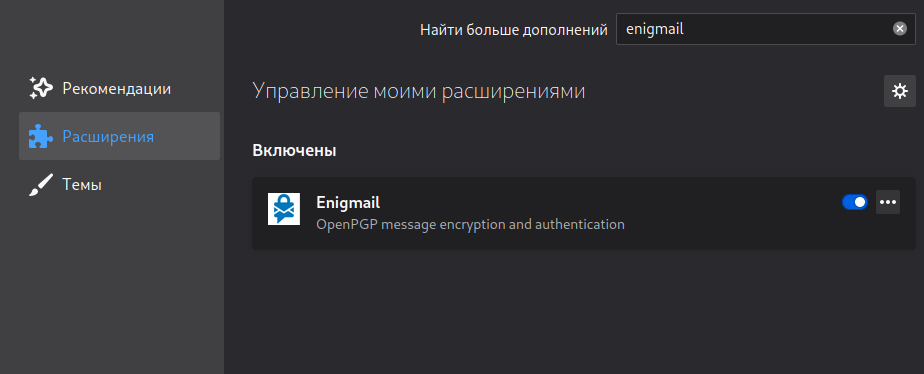 Найти больше дополнений enigmail
Рекомендации
Управление моими расширениями
Расширения
Включены
Темы
Enigmail
OpenPGP message encryption and authentication